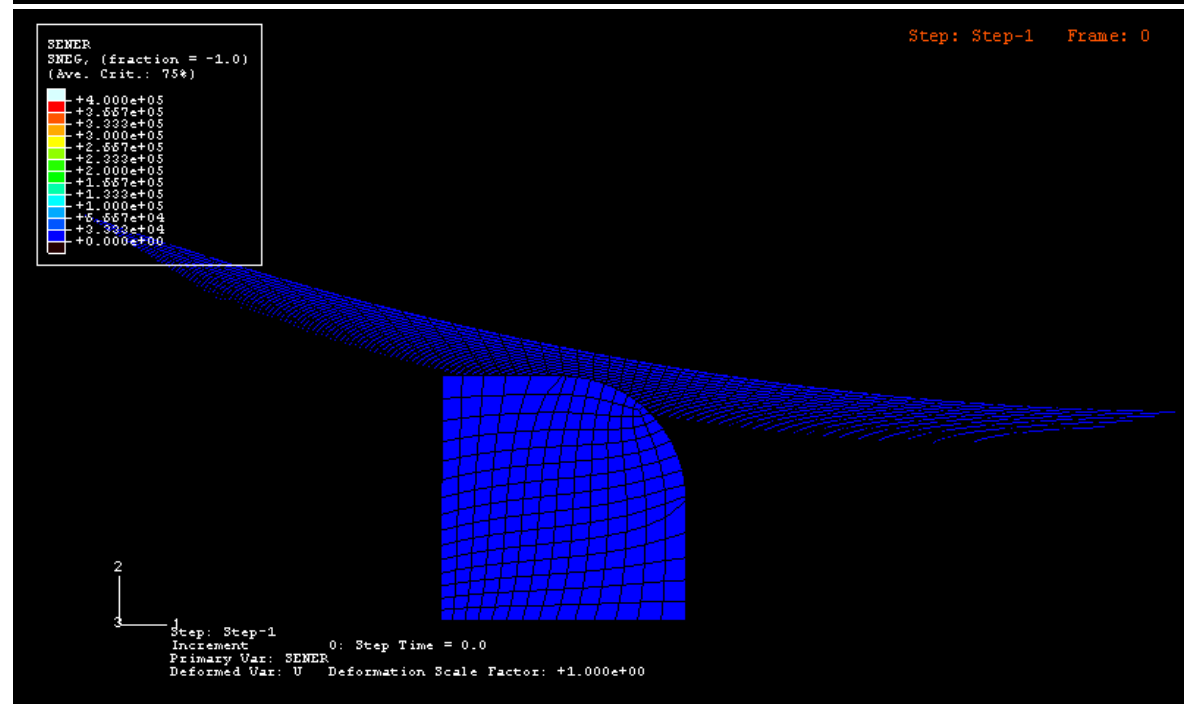 Step: Step-1 Frame: 0
SENER
SNEG, (fraction = -1.0)
(Ave. Crit.: 75%)
+4.000e+05
+3.667e+05
+3.333e+05
+3.000e+05
+2.667e+05
+2.333e+05
+2.000e+05
+1.667e+05
+1.333e+05
+1.000e+05
+6.667e+04
+3.333e+04
+0.000e+00
2
3 1
Step: Step-1
Increment 0: Step Time = 0.0
Primary Var: SENER
Deformed Var: U Deformation Scale Factor: +1.000e+00